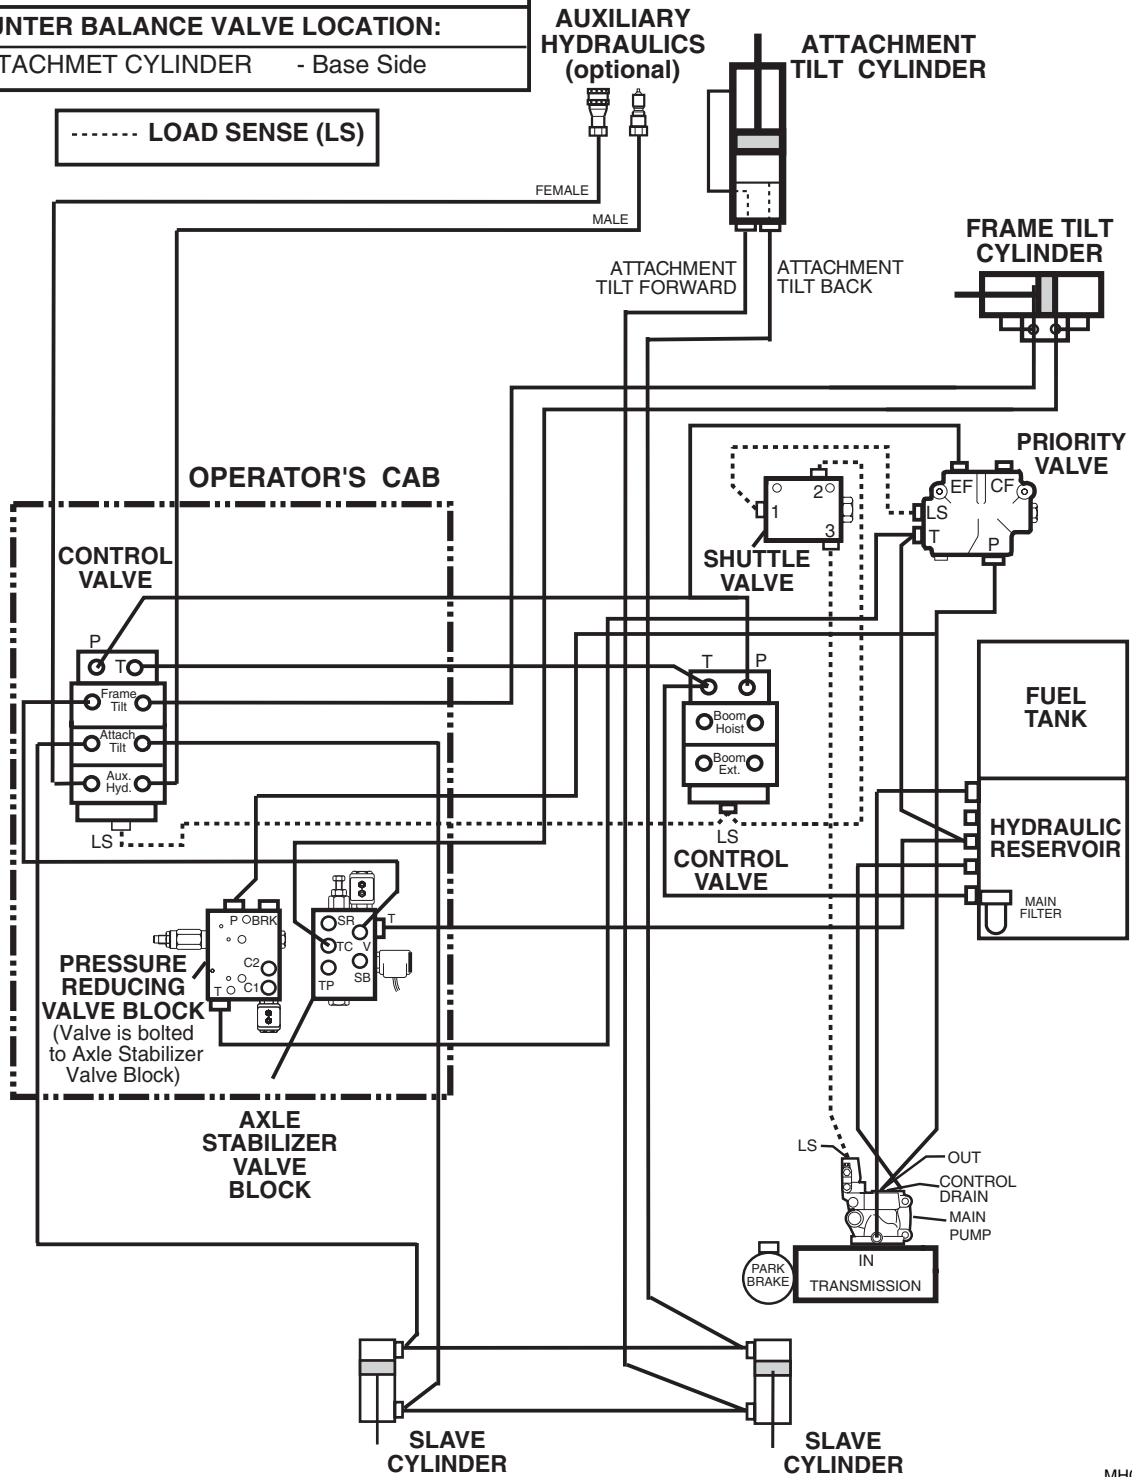 UNTER BALANCE VALVE LOCATION:
TACHMET CYLINDER - Base Side
------- LOAD SENSE (LS)
AUXILIARY
HYDRAULICS
(optional)
ATTACHMENT
TILT CYLINDER
FEMALE
MALE
ATTACHMENT
TILT FORWARD
ATTACHMENT
TILT BACK
FRAME TILT
CYLINDER
PRIORITY
VALVE
EF
CF
LS
T
P
2
1
3
SHUTTLE
VALVE
OPERATOR'S CAB
CONTROL
VALVE
P
T
Frame
Tilt
Attach
Tilt
Aux.
Hyd.
LS
T
P
Boom
Hoist
Boom
Ext.
LS
CONTROL
VALVE
FUEL
TANK
HYDRAULIC
RESERVOIR
MAIN
FILTER
P
BRK
C2
C1
T
SR
TC
V
TP
SB
T
PRESSURE
REDUCING
VALVE BLOCK
(Valve is bolted
to Axle Stabilizer
Valve Block)
AXLE
STABILIZER
VALVE
BLOCK
LS
OUT
CONTROL
DRAIN
MAIN
PUMP
IN
PARK
BRAKE
TRANSMISSION
SLAVE
CYLINDER
SLAVE
CYLINDER